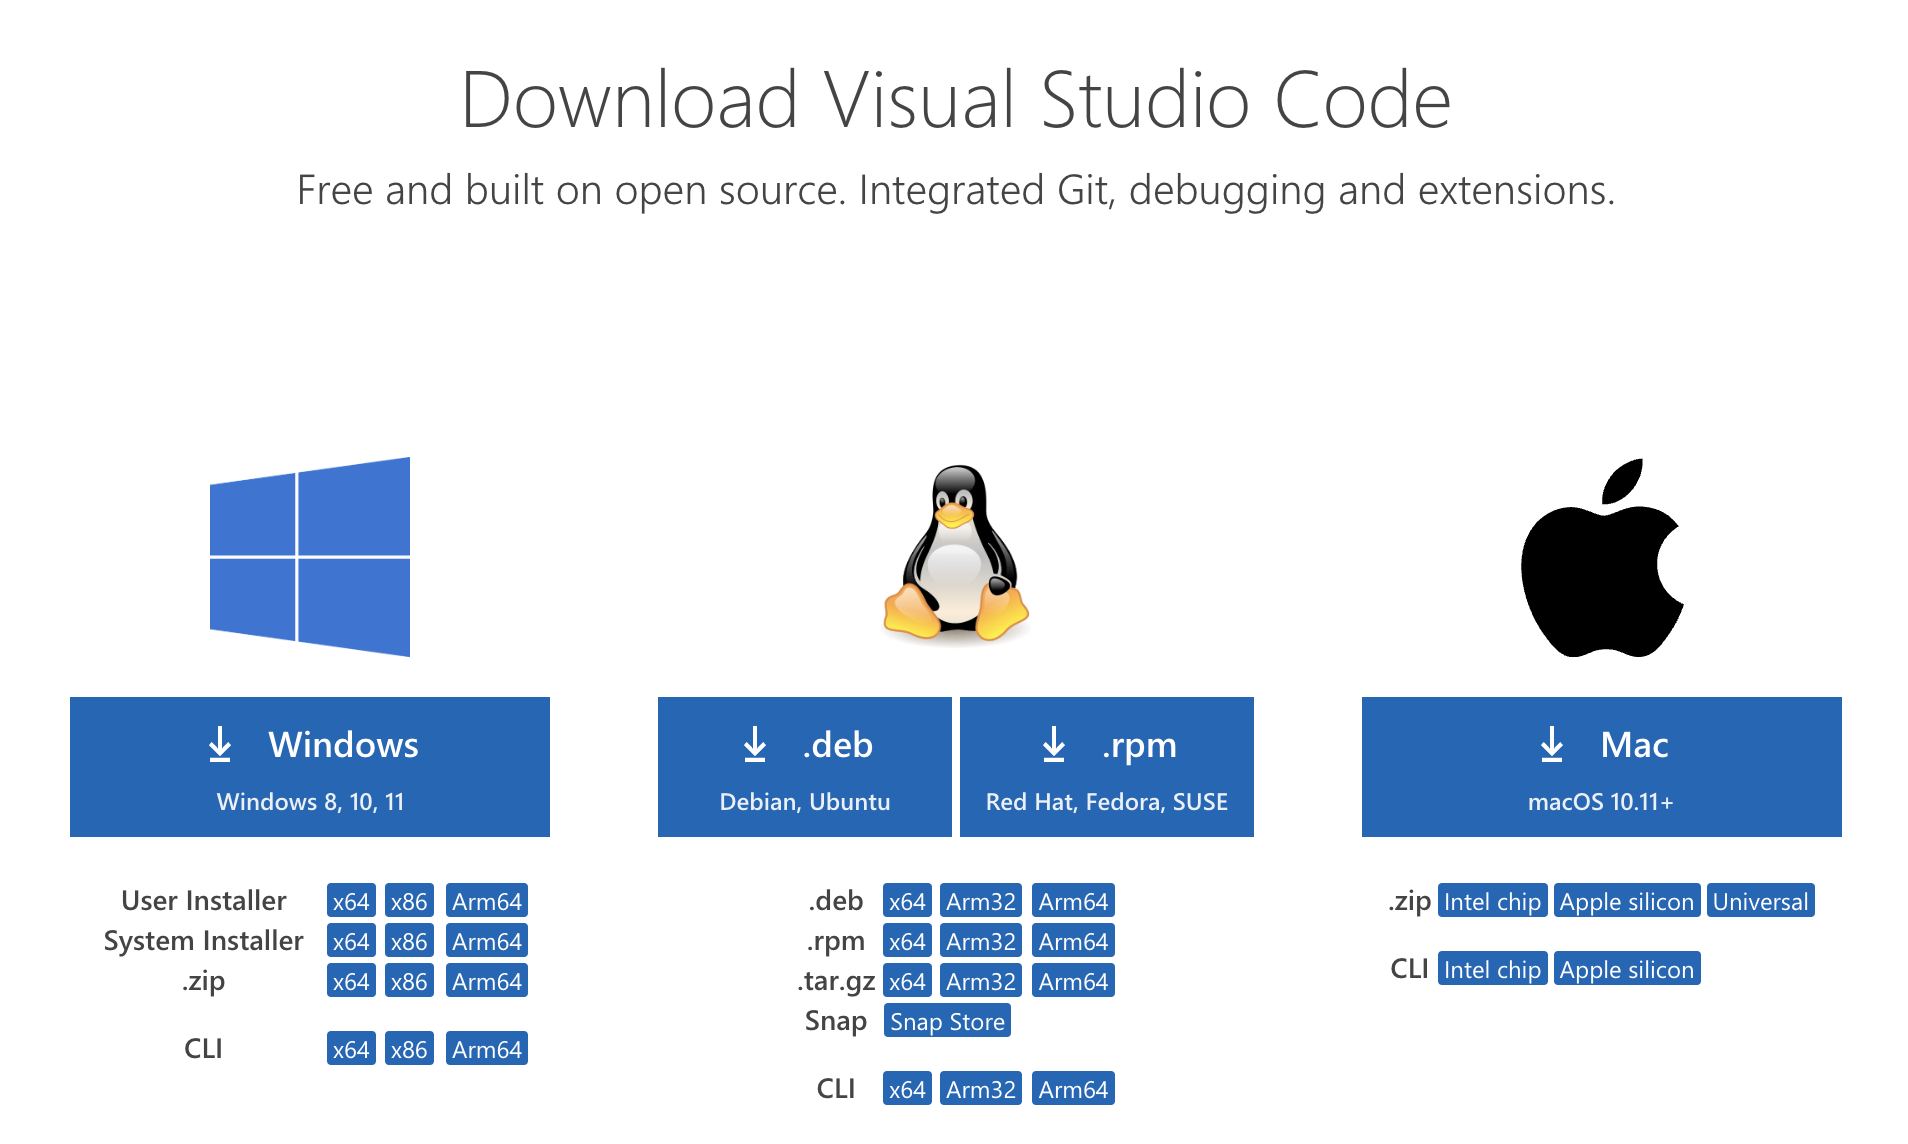 Download Visual Studio Code
Free and built on open source. Integrated Git, debugging and extensions.
Windows
Windows 8, 10, 11
User Installer x64 x86 Arm64
System Installer x64 x86 Arm64
.zip x64 x86 Arm64
CLI x64 x86 Arm64
.deb
Debian, Ubuntu
.rpm
Red Hat, Fedora, SUSE
.deb x64 Arm32 Arm64
.rpm x64 Arm32 Arm64
.tar.gz x64 Arm32 Arm64
Snap Snap Store
CLI x64 Arm32 Arm64
Mac
macOS 10.11+
.zip Intel chip Apple silicon Universal
CLI Intel chip Apple silicon